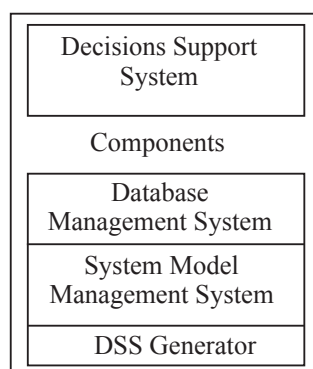 Decisions Support
System
Components
Database
Management System
System Model
Management System
DSS Generator